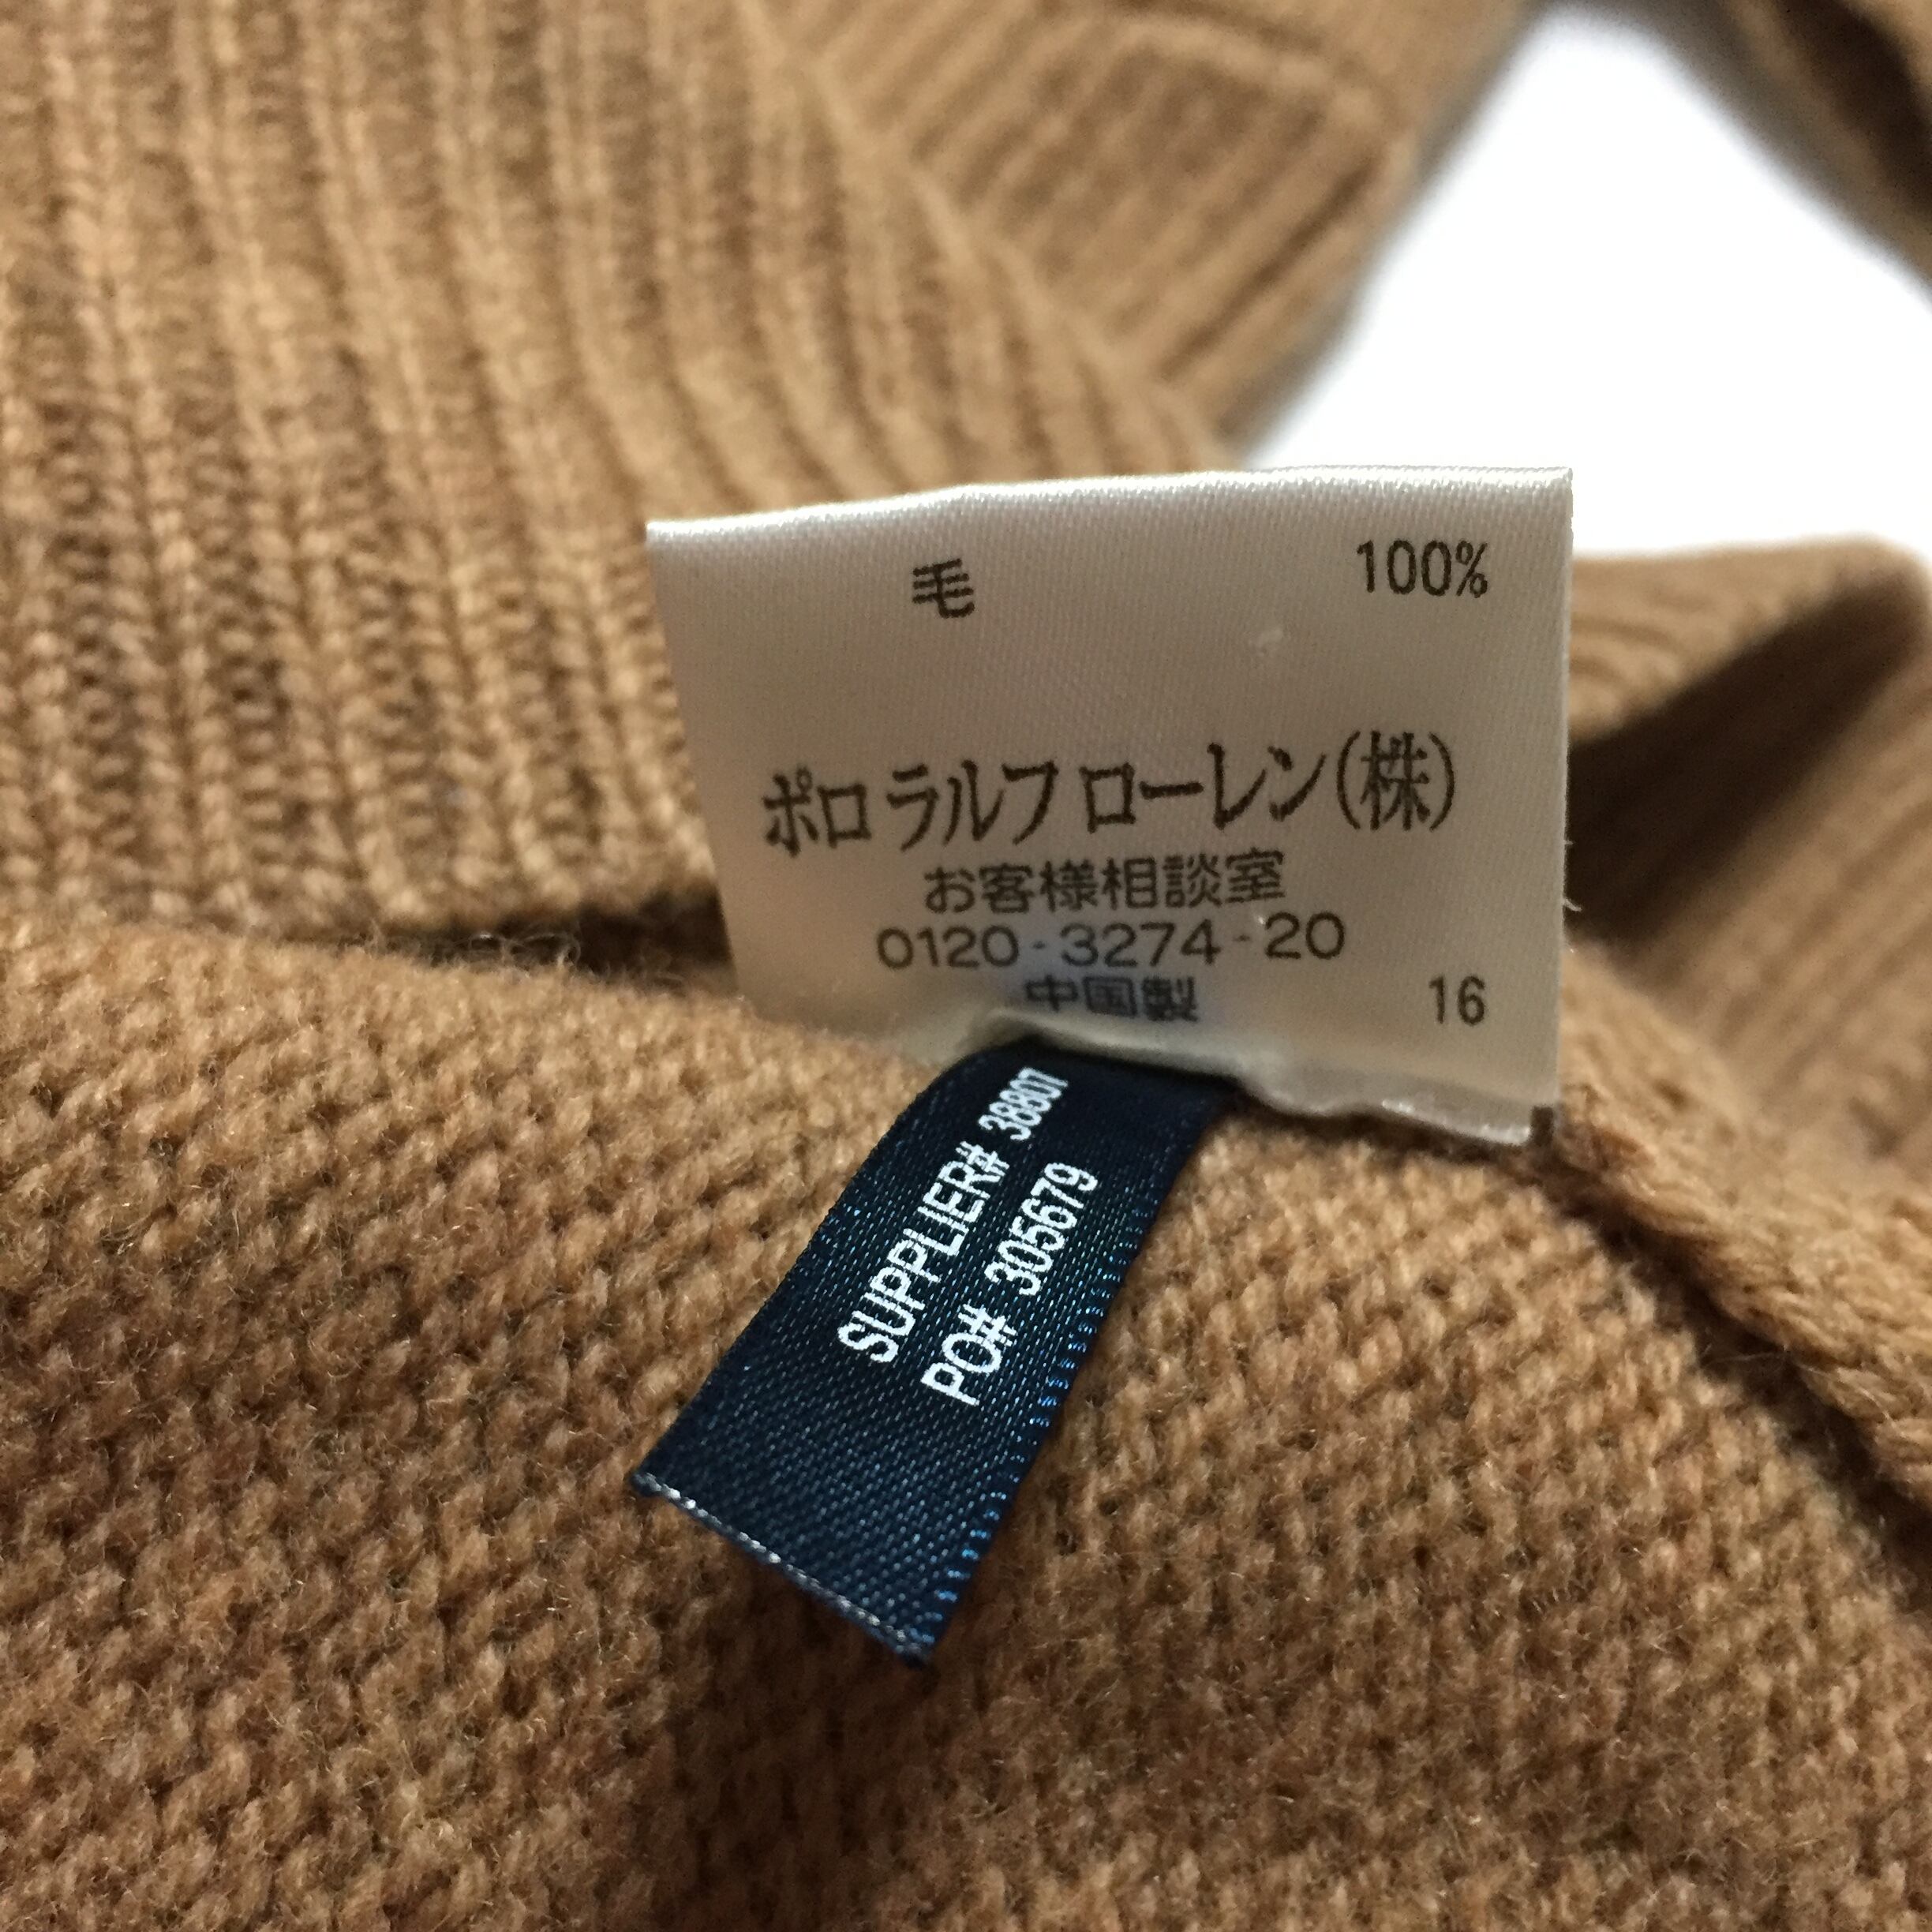 毛 100%
ポロ ラルフ ローレン(株)
お客様相談室
0120-3274-20
中国製 16
SUPPLIER# 38807
PO# 305679